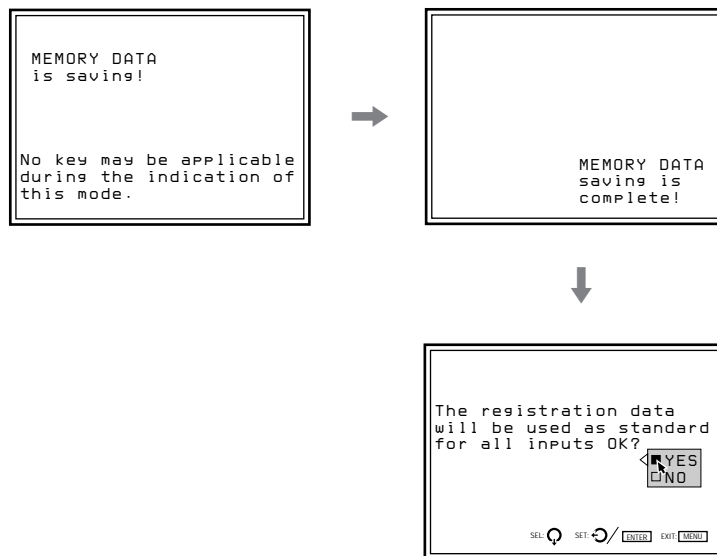 MEMORY DATA
is saving!
No key may be applicable
during the indication of
this mode.
MEMORY DATA
saving is
complete!
The registration data
will be used as standard
for all inputs OK?
YES
NO
SEL: SET: / ENTER EXIT: MENU